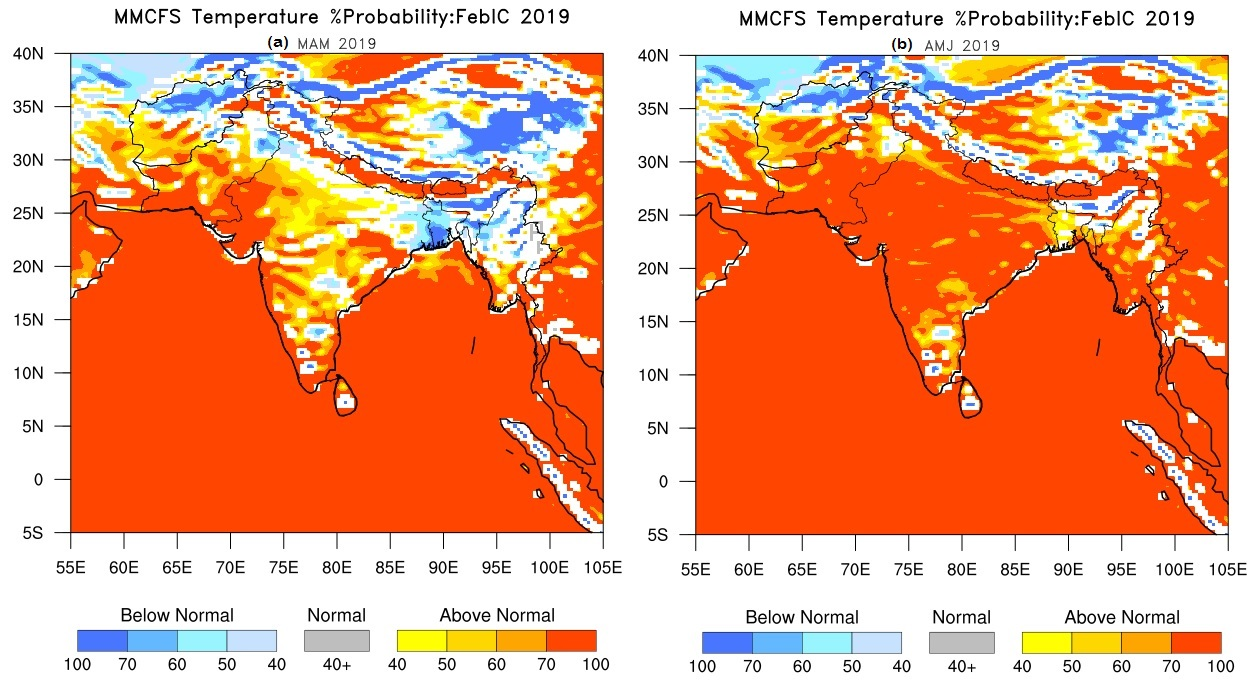 MMCFS Temperature %Probability:FebIC 2019
(a) MAM 2019
40N
35N
30N
25N
20N
15N
10N
5N
0
5S
55E 60E 65E 70E 75E 80E 85E 90E 95E 100E 105E
Below Normal Normal Above Normal
100 70 60 50 40 40+ 40 50 60 70 100
MMCFS Temperature %Probability:FebIC 2019
(b) AMJ 2019
40N
35N
30N
25N
20N
15N
10N
5N
0
5S
55E 60E 65E 70E 75E 80E 85E 90E 95E 100E 105E
Below Normal Normal Above Normal
100 70 60 50 40 40+ 40 50 60 70 100